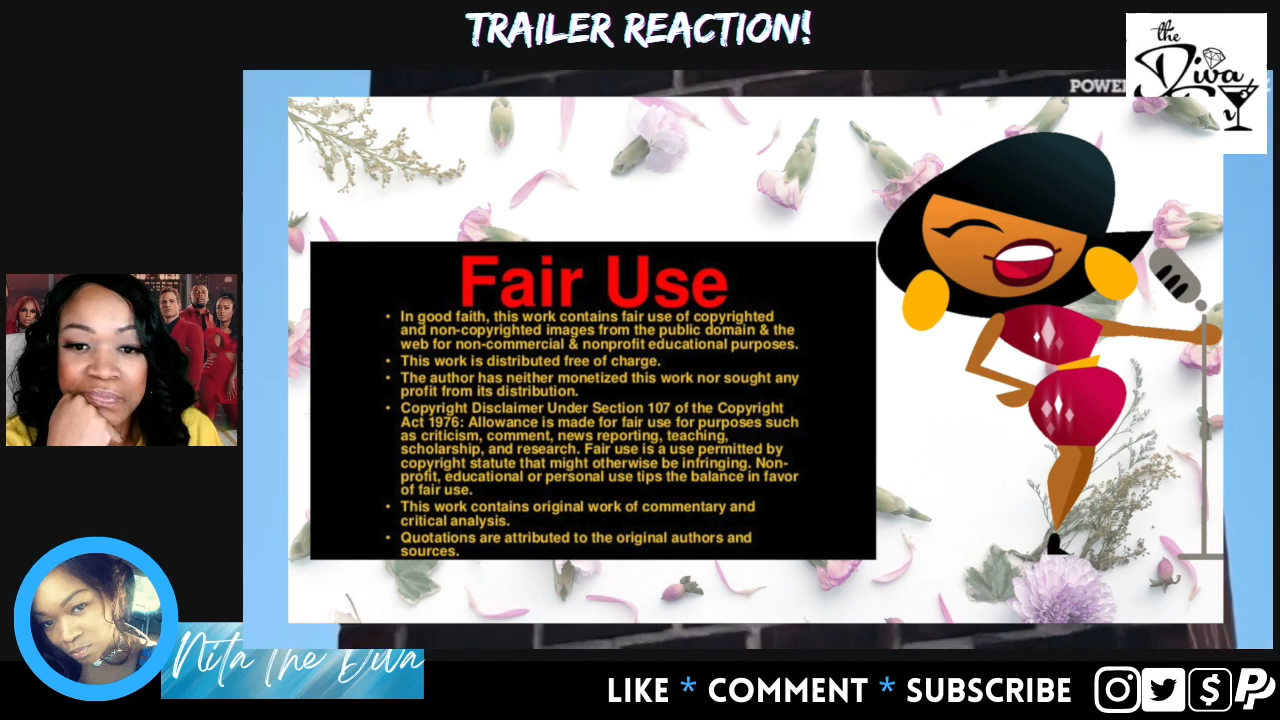 TRAILER REACTION!
the
Diva
POWE
Fair Use
• In good faith, this work contains fair use of copyrighted
and non-copyrighted images from the public domain & the
web for non-commercial & nonprofit educational purposes.
• This work is distributed free of charge.
• The author has neither monetized this work nor sought any
profit from its distribution.
• Copyright Disclaimer Under Section 107 of the Copyright
Act 1976: Allowance is made for fair use for purposes such
as criticism, comment, news reporting, teaching,
scholarship, and research. Fair use is a use permitted by
copyright statute that might otherwise be infringing. Non-
profit, educational or personal use tips the balance in favor
of fair use.
• This work contains original work of commentary and
critical analysis.
• Quotations are attributed to the original authors and
sources.
Nita The Diva
LIKE * COMMENT * SUBSCRIBE